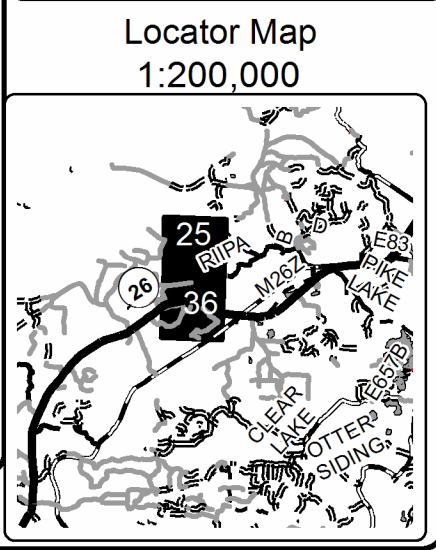 Locator Map
1:200,000
25
RIIPA
B
D
E83
PIKE
LAKE
M26Z
26
36
E657B
CLEAR
LAKE
OTTER
SIDING